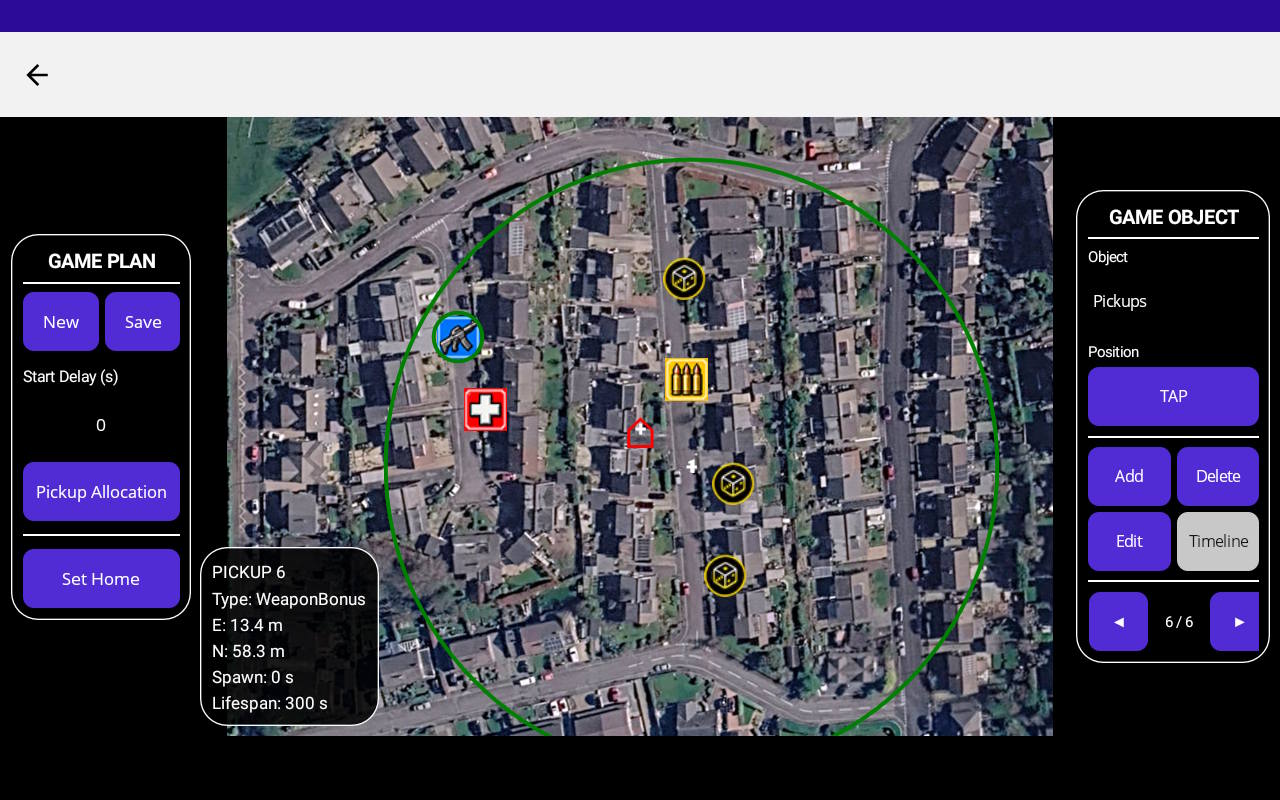 GAME PLAN
New
Save
Start Delay (s)
0
Pickup Allocation
Set Home
PICKUP 6
Type: WeaponBonus
E: 13.4 m
N: 58.3 m
Spawn: 0 s
Lifespan: 300 s
GAME OBJECT
Object
Pickups
Position
TAP
Add
Delete
Edit
Timeline
6 / 6